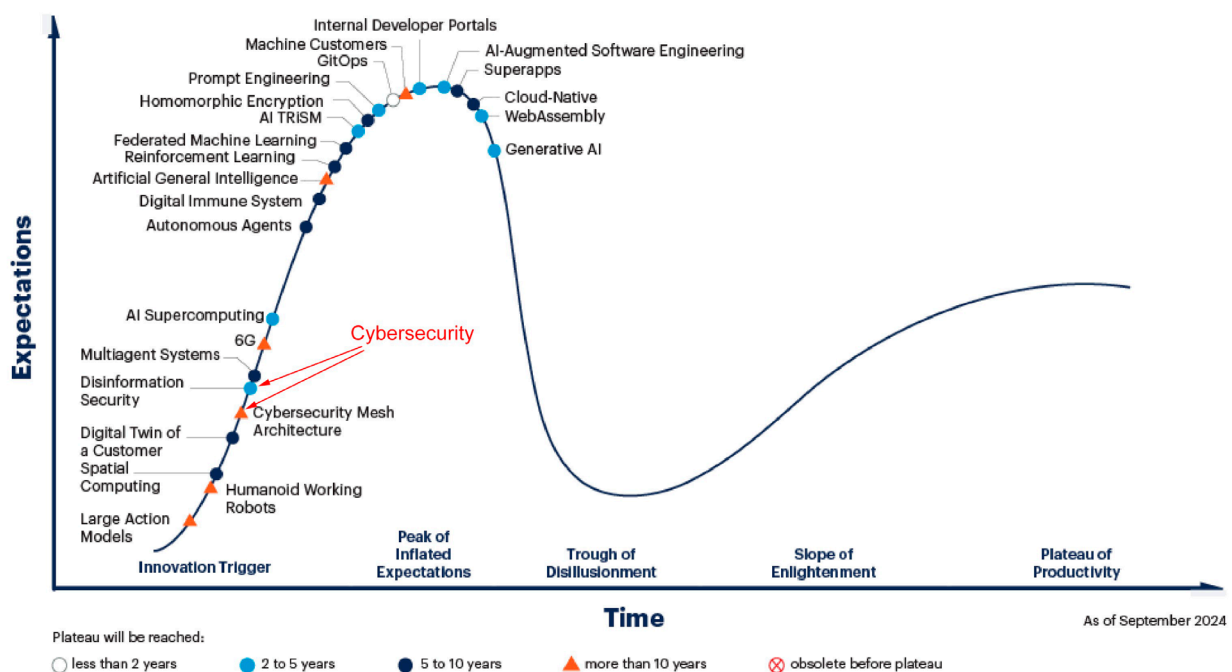 Internal Developer Portals
Machine Customers
GitOps
AI-Augmented Software Engineering
Superapps
Prompt Engineering
Homomorphic Encryption
Cloud-Native
AI TRiSM
WebAssembly
Federated Machine Learning
Reinforcement Learning
Generative AI
Artificial General Intelligence
Digital Immune System
Autonomous Agents
Expectations
AI Supercomputing
Cybersecurity
6G
Multiagent Systems
Disinformation
Security
Cybersecurity Mesh
Architecture
Digital Twin of
a Customer
Spatial
Computing
Humanoid Working
Robots
Large Action
Models
Innovation Trigger
Peak of
Inflated
Expectations
Trough of
Disillusionment
Slope of
Enlightenment
Plateau of
Productivity
Time
As of September 2024
Plateau will be reached:
less than 2 years
2 to 5 years
5 to 10 years
more than 10 years
obsolete before plateau